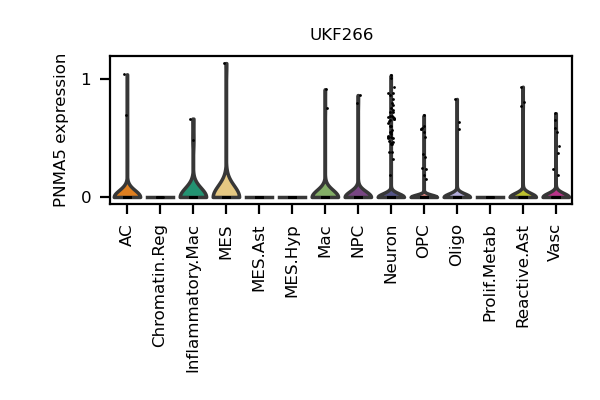 UKF266
PNMA5 expression
1
0
AC
Chromatin.Reg
Inflammatory.Mac
MES
MES.Ast
MES.Hyp
Mac
NPC
Neuron
OPC
Oligo
Prolif.Metab
Reactive.Ast
Vasc